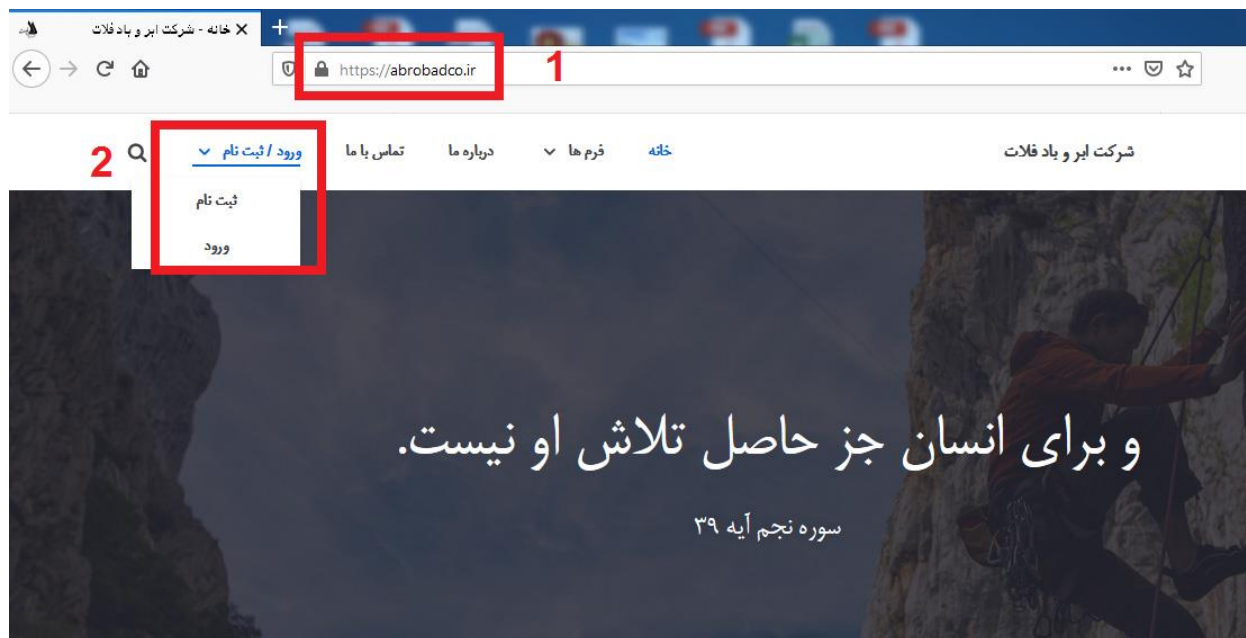 خانه - شرکت ابر و باد فلات
https://abrobadco.ir
1
شرکت ابر و باد فلات
خانه
فرم ها
درباره ما
تماس با ما
ورود / ثبت نام
2
ثبت نام
ورود
و برای انسان جز حاصل تلاش او نیست.
سوره نجم آیه ۳۹